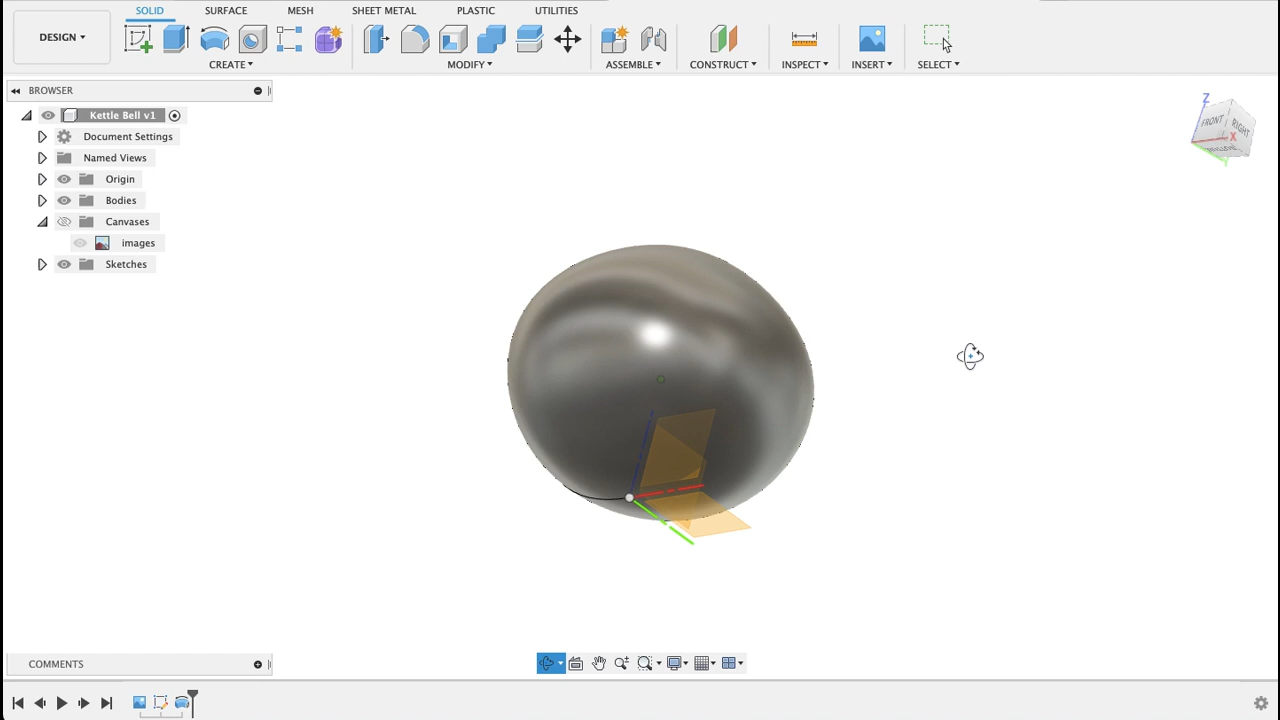 SOLID SURFACE MESH SHEET METAL PLASTIC UTILITIES
DESIGN
CREATE MODIFY ASSEMBLE CONSTRUCT INSPECT INSERT SELECT
BROWSER
Kettle Bell v1
Document Settings
Named Views
Origin
Bodies
Canvases
images
Sketches
Z
FRONT RIGHT
X
Y
COMMENTS